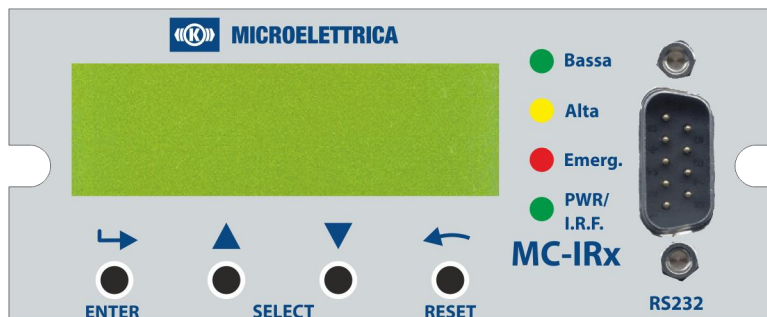 K
MICROELETTRICA
Bassa
Alta
Emerg.
PWR/
I.R.F.
MC-IRx
ENTER
SELECT
RESET
RS232